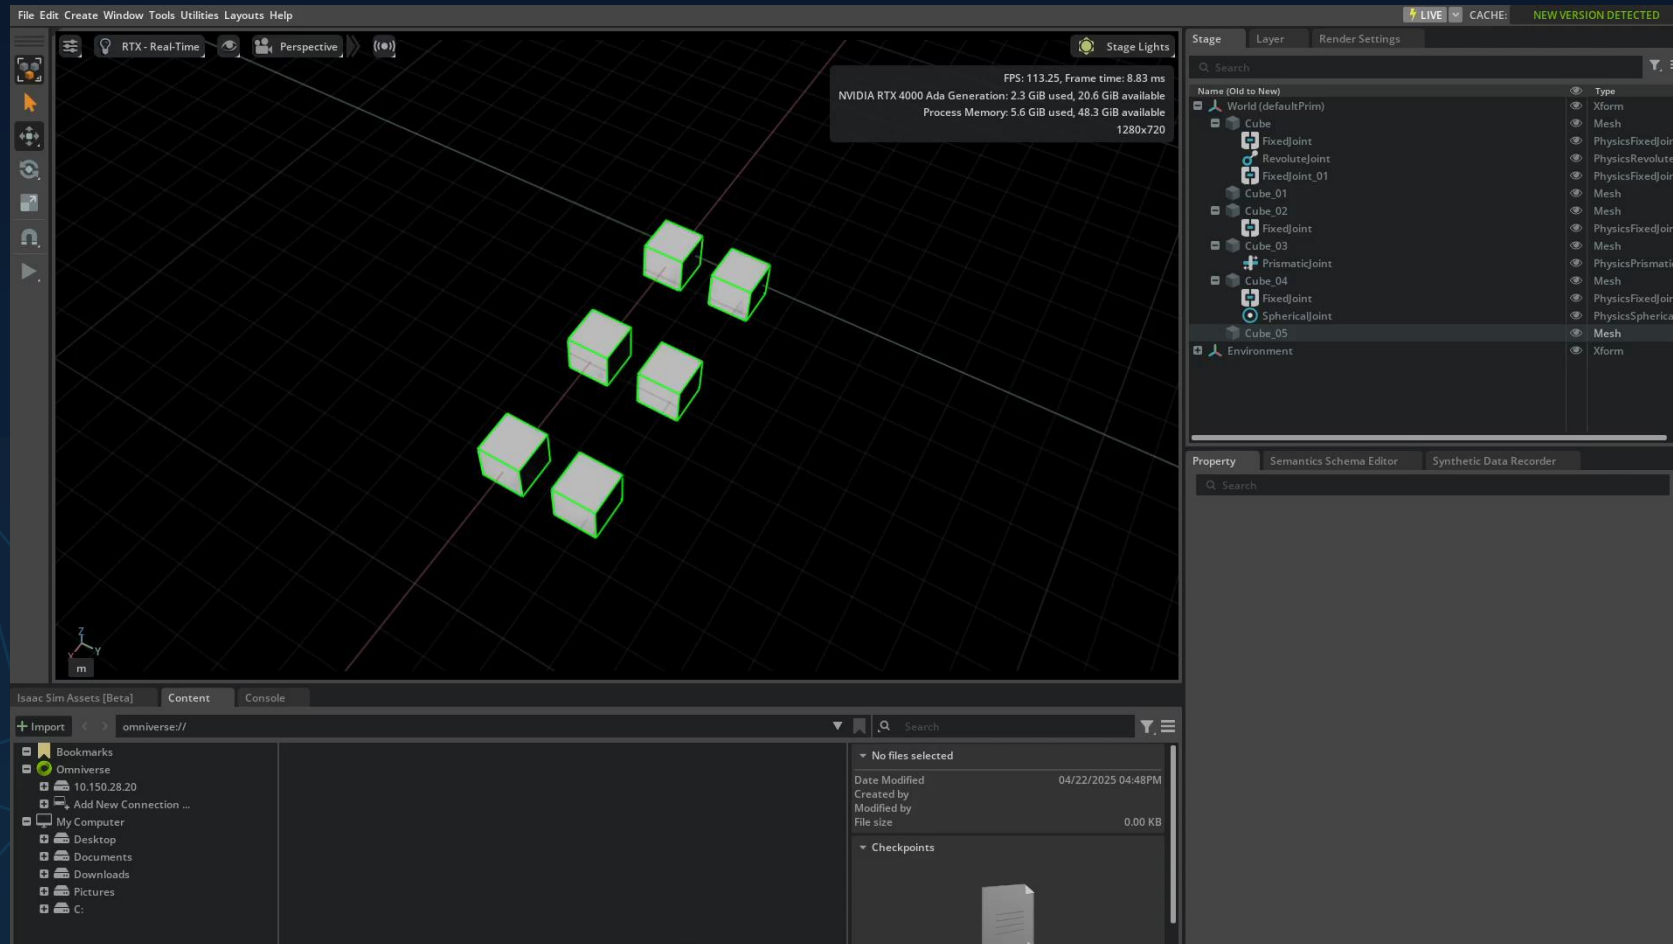 File Edit Create Window Tools Utilities Layouts Help
LIVE CACHE: NEW VERSION DETECTED
RTX - Real-Time
Perspective
Stage Lights
FPS: 113.25, Frame time: 8.83 ms
NVIDIA RTX 4000 Ada Generation: 2.3 GiB used, 20.6 GiB available
Process Memory: 5.6 GiB used, 48.3 GiB available
1280x720
Z
X Y
m
Stage Layer Render Settings
Search
Name (Old to New) Type
World (defaultPrim) Xform
Cube Mesh
FixedJoint PhysicsFixedJoin
RevoluteJoint PhysicsRevolute
FixedJoint_01 PhysicsFixedJoin
Cube_01 Mesh
Cube_02 Mesh
FixedJoint PhysicsFixedJoin
Cube_03 Mesh
PrismaticJoint PhysicsPrismati
Cube_04 Mesh
FixedJoint PhysicsFixedJoin
SphericalJoint PhysicsSpherica
Cube_05 Mesh
Environment Xform
Property Semantics Schema Editor Synthetic Data Recorder
Search
Isaac Sim Assets [Beta] Content Console
Import omniverse:// Search
Bookmarks
Omniverse
10.150.28.20
Add New Connection ...
My Computer
Desktop
Documents
Downloads
Pictures
C:
No files selected
Date Modified 04/22/2025 04:48PM
Created by
Modified by
File size 0.00 KB
Checkpoints